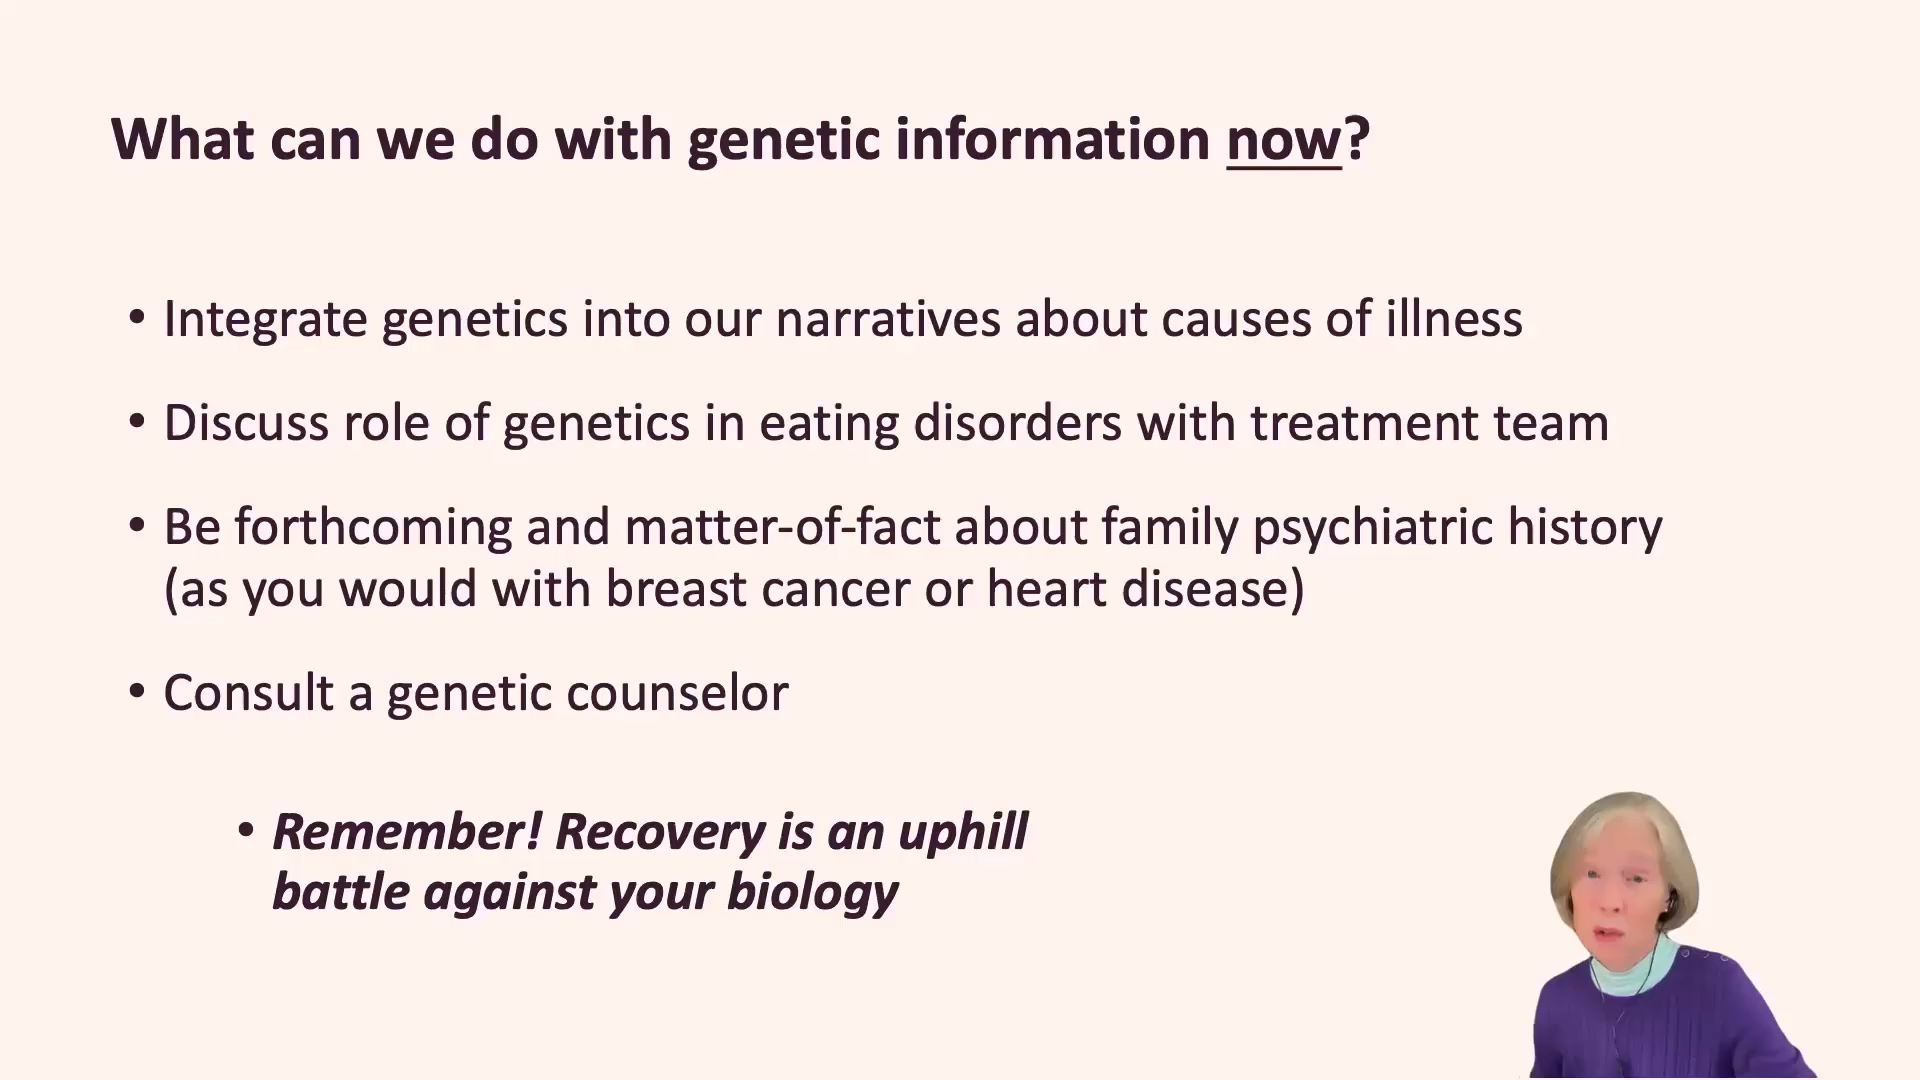 What can we do with genetic information now?
• Integrate genetics into our narratives about causes of illness
• Discuss role of genetics in eating disorders with treatment team
• Be forthcoming and matter-of-fact about family psychiatric history
(as you would with breast cancer or heart disease)
• Consult a genetic counselor
• Remember! Recovery is an uphill
battle against your biology